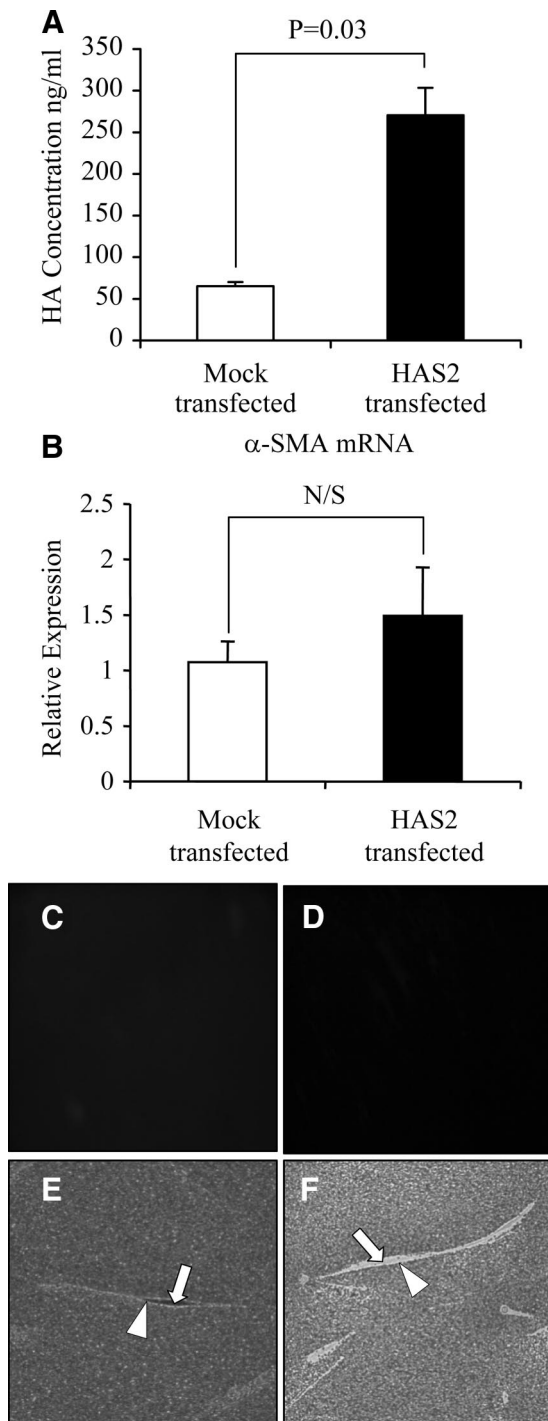 A
P=0.03
HA Concentration ng/ml
350
300
250
200
150
100
50
0
Mock
transfected
HAS2
transfected
B
α-SMA mRNA
N/S
Relative Expression
2.5
2
1.5
1
0.5
0
Mock
transfected
HAS2
transfected
C
D
E
F